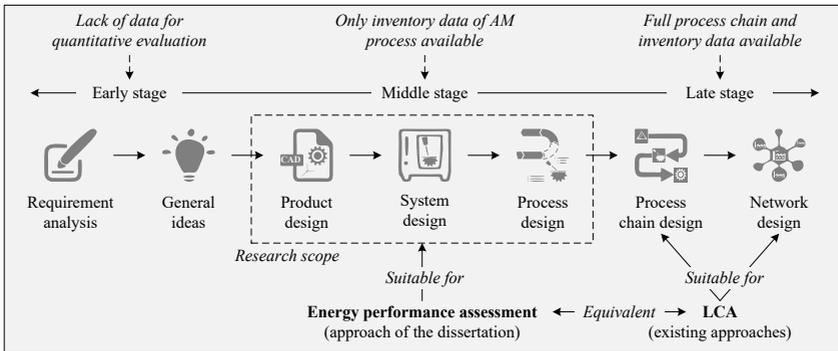 Lack of data for
quantitative evaluation
Only inventory data of AM
process available
Full process chain and
inventory data available
Early stage
Middle stage
Late stage
CAD
Requirement
analysis
General
ideas
Product
design
System
design
Process
design
Process
chain design
Network
design
Research scope
Suitable for
Suitable for
Energy performance assessment
(approach of the dissertation)
Equivalent
LCA
(existing approaches)